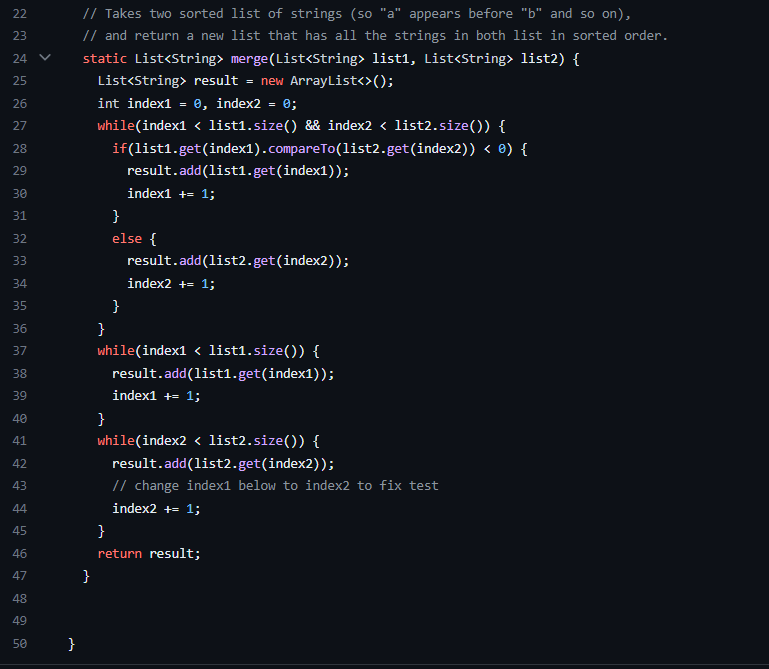 22 // Takes two sorted list of strings (so "a" appears before "b" and so on),
23 // and return a new list that has all the strings in both list in sorted order.
24 static List<String> merge(List<String> list1, List<String> list2) {
25 List<String> result = new ArrayList<>();
26 int index1 = 0, index2 = 0;
27 while(index1 < list1.size() && index2 < list2.size()) {
28 if(list1.get(index1).compareTo(list2.get(index2)) < 0) {
29 result.add(list1.get(index1));
30 index1 += 1;
31 }
32 else {
33 result.add(list2.get(index2));
34 index2 += 1;
35 }
36 }
37 while(index1 < list1.size()) {
38 result.add(list1.get(index1));
39 index1 += 1;
40 }
41 while(index2 < list2.size()) {
42 result.add(list2.get(index2));
43 // change index1 below to index2 to fix test
44 index2 += 1;
45 }
46 return result;
47 }
48
49
50 }